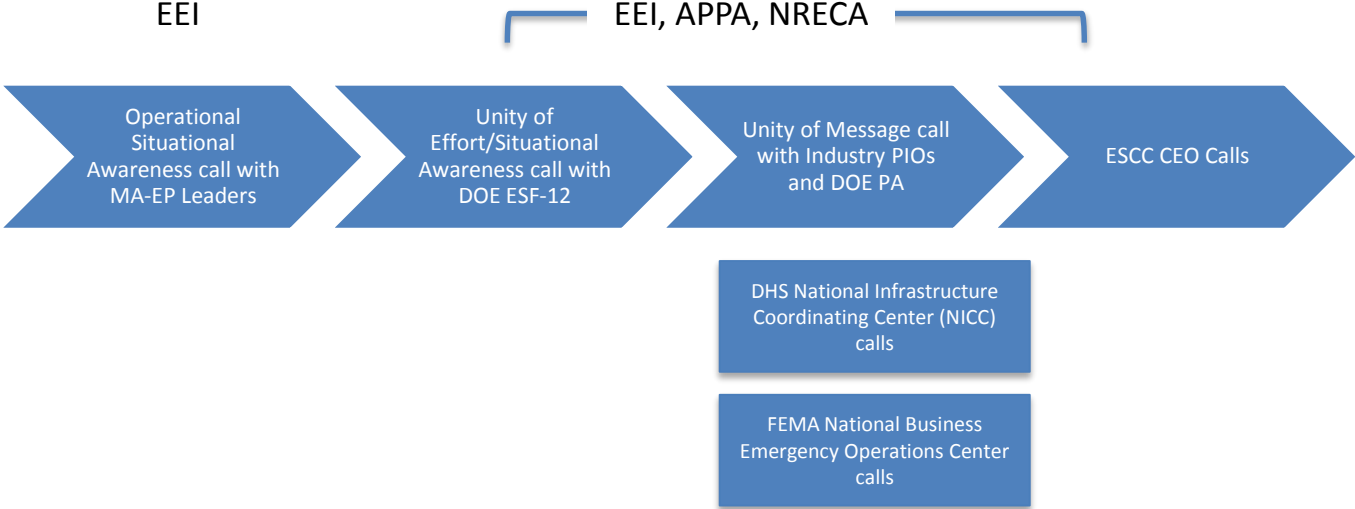 EEI
EEI, APPA, NRECA
Operational
Situational
Awareness call with
MA-EP Leaders
Unity of
Effort/Situational
Awareness call with
DOE ESF-12
Unity of Message call
with Industry PIOs
and DOE PA
ESCC CEO Calls
DHS National Infrastructure
Coordinating Center (NICC)
calls
FEMA National Business
Emergency Operations Center
calls